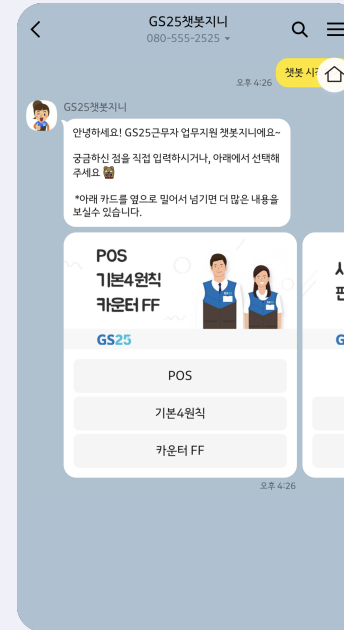 GS25챗봇지니
080-555-2525
챗봇 시
오후 4:26
GS25챗봇지니
안녕하세요! GS25근무자 업무지원 챗봇지니에요~
궁금하신 점을 직접 입력하시거나, 아래에서 선택해
주세요
*아래 카드를 옆으로 밀어서 넘기면 더 많은 내용을
보실수 있습니다.
POS
기본4원칙
카운터 FF
GS25
POS
기본4원칙
카운터 FF
오후 4:26